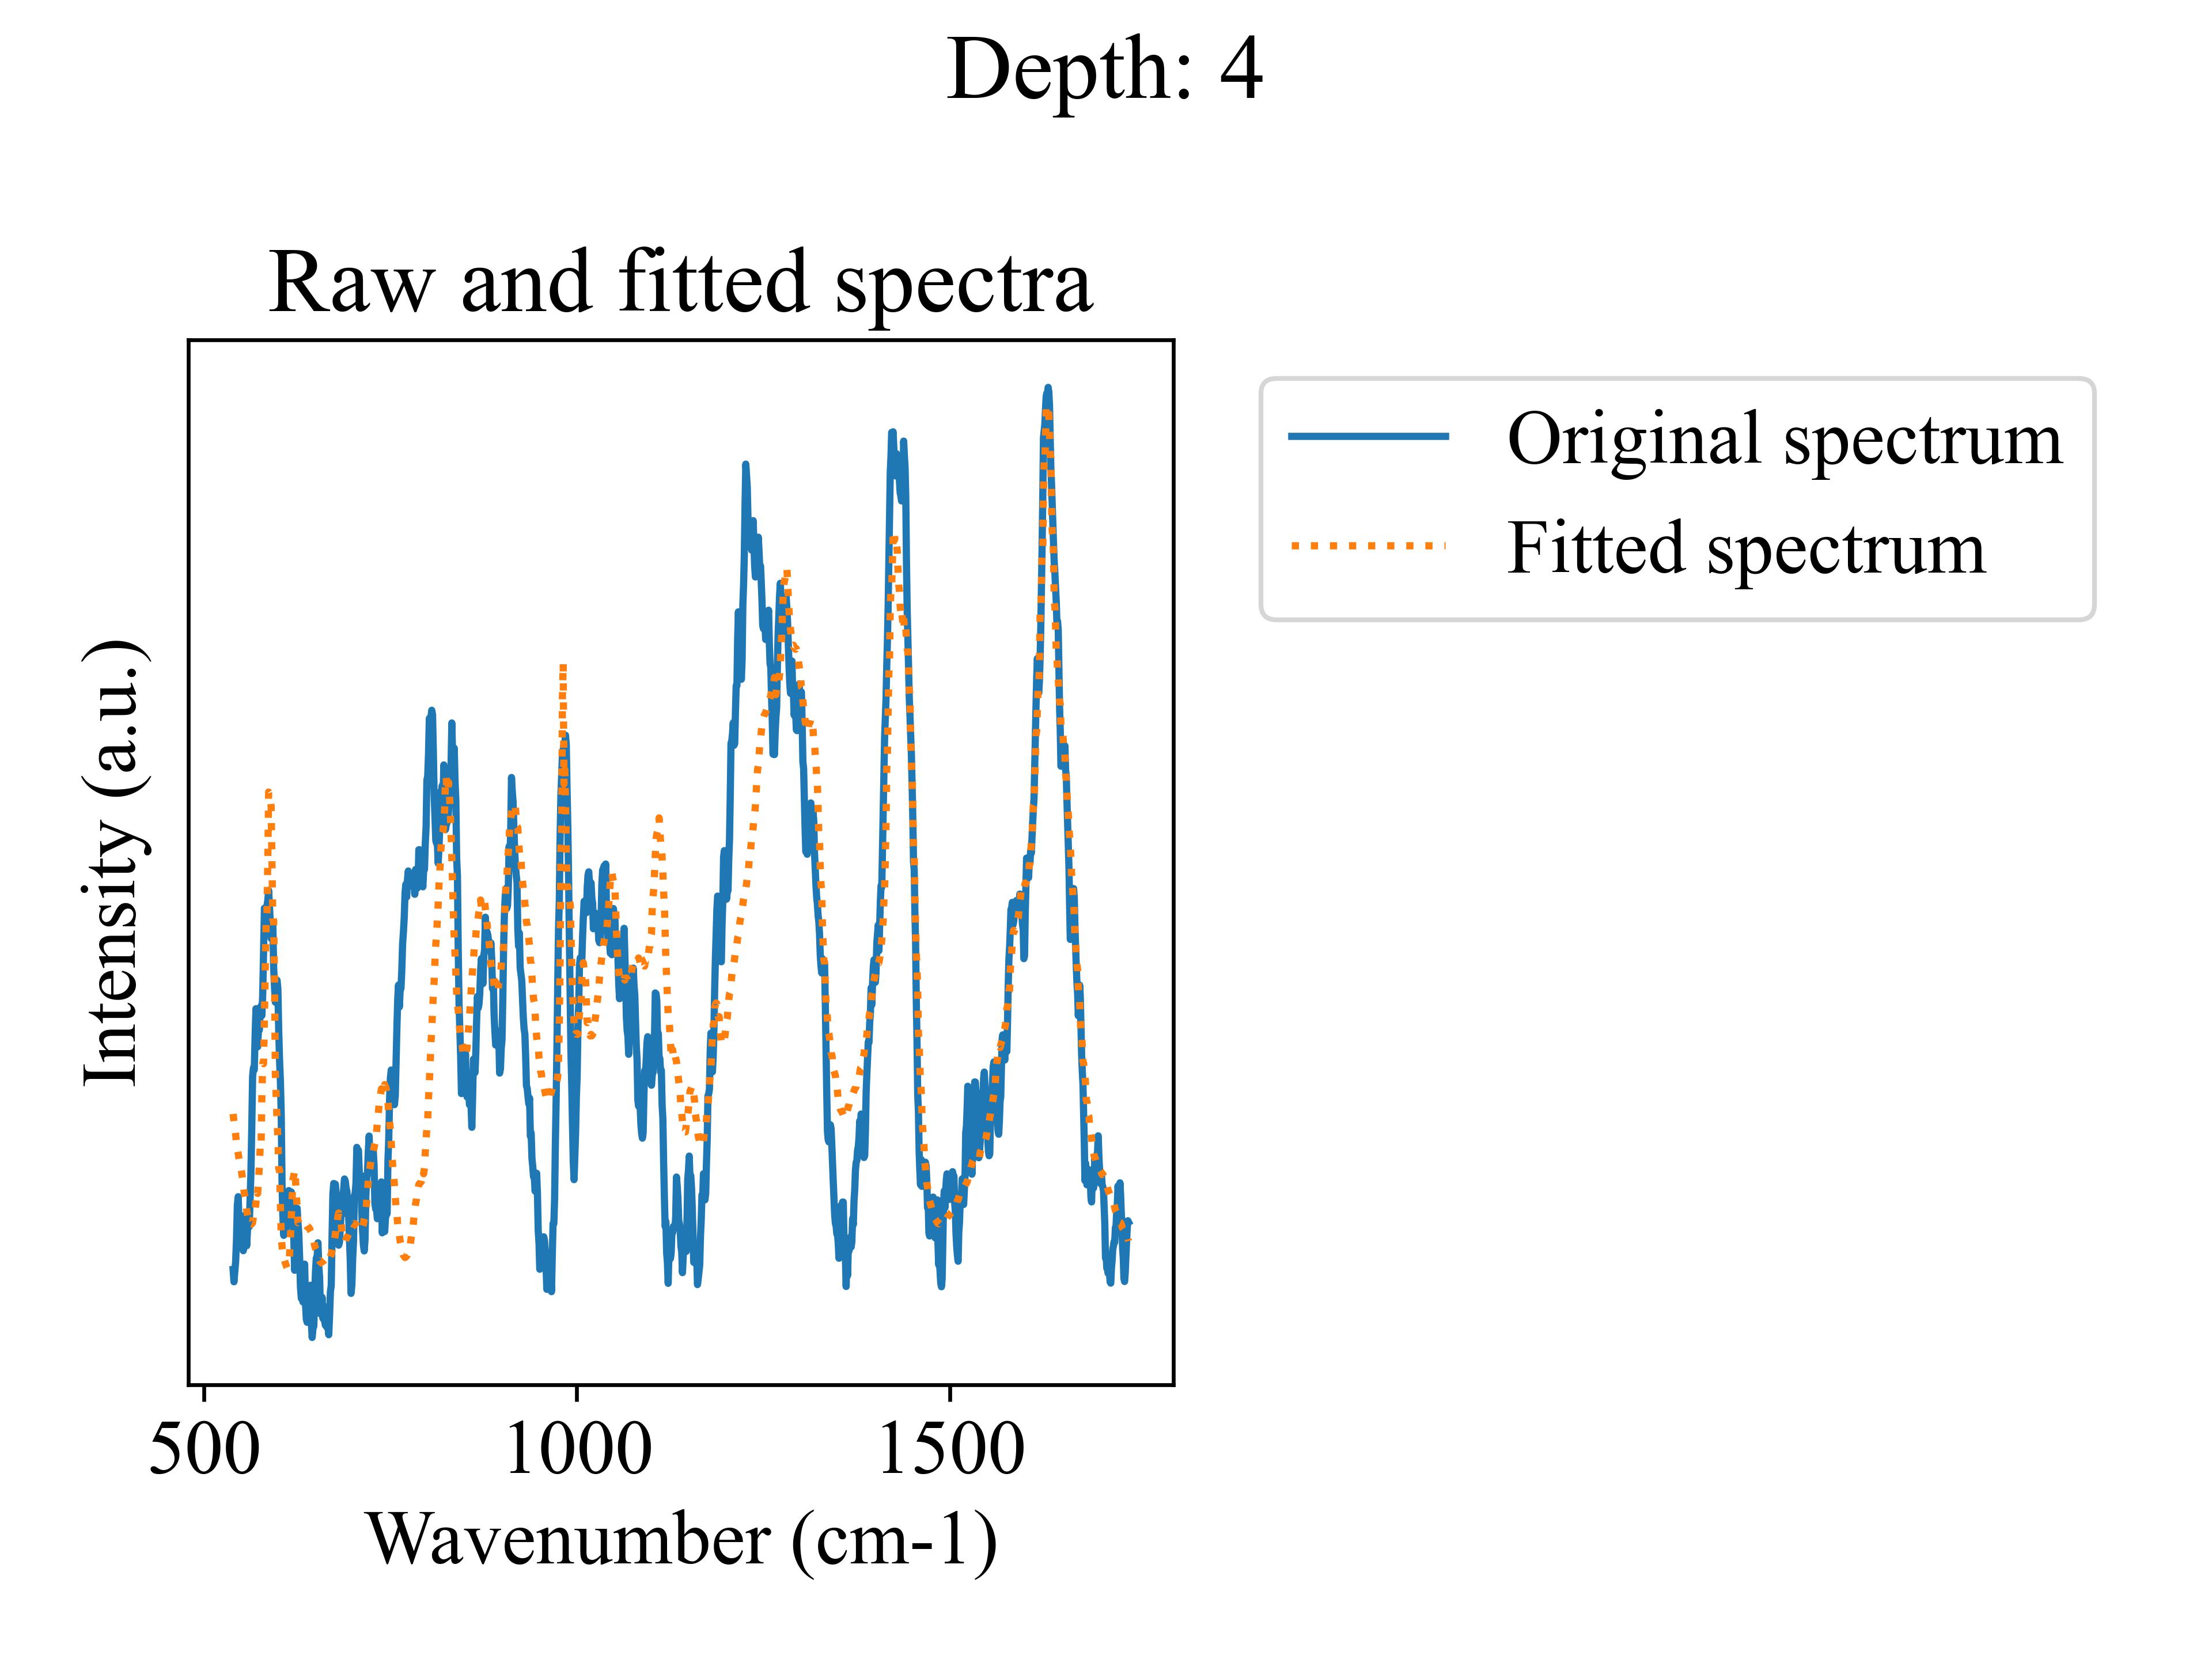 Depth: 4
Raw and fitted spectra
Original spectrum
Fitted spectrum
Intensity (a.u.)
500 1000 1500
Wavenumber (cm-1)